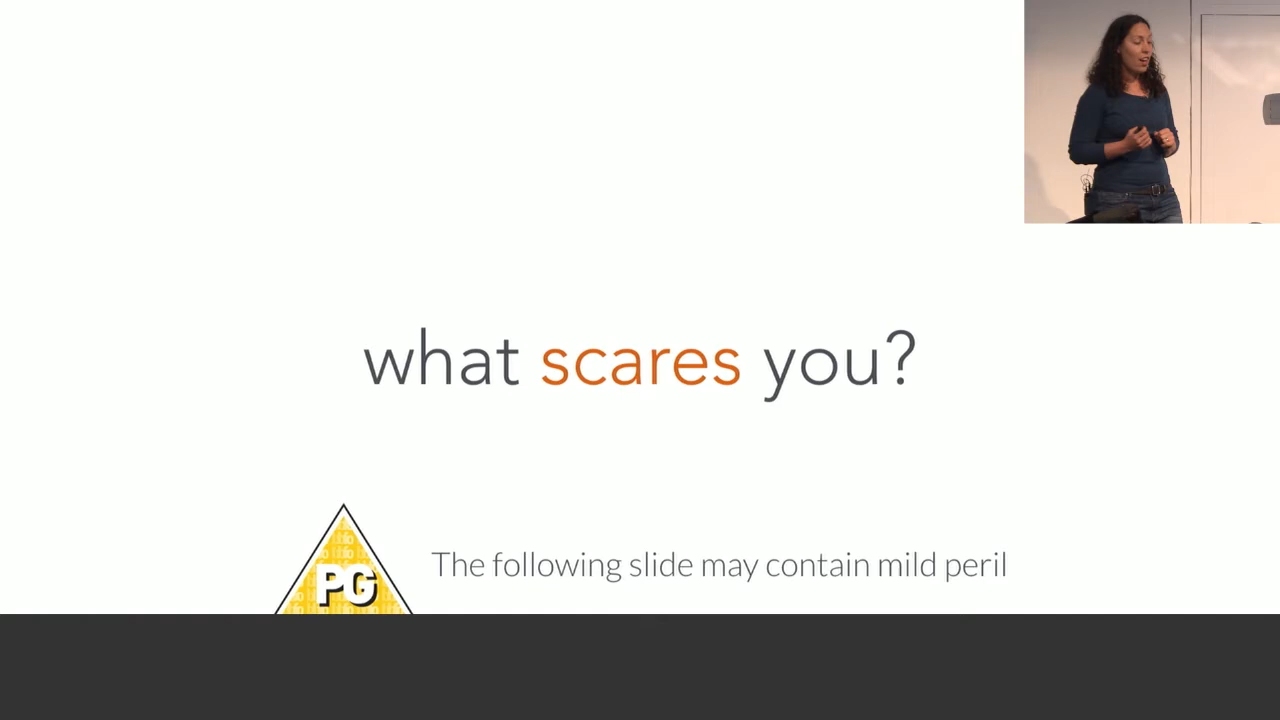 what scares you?
PG
The following slide may contain mild peril